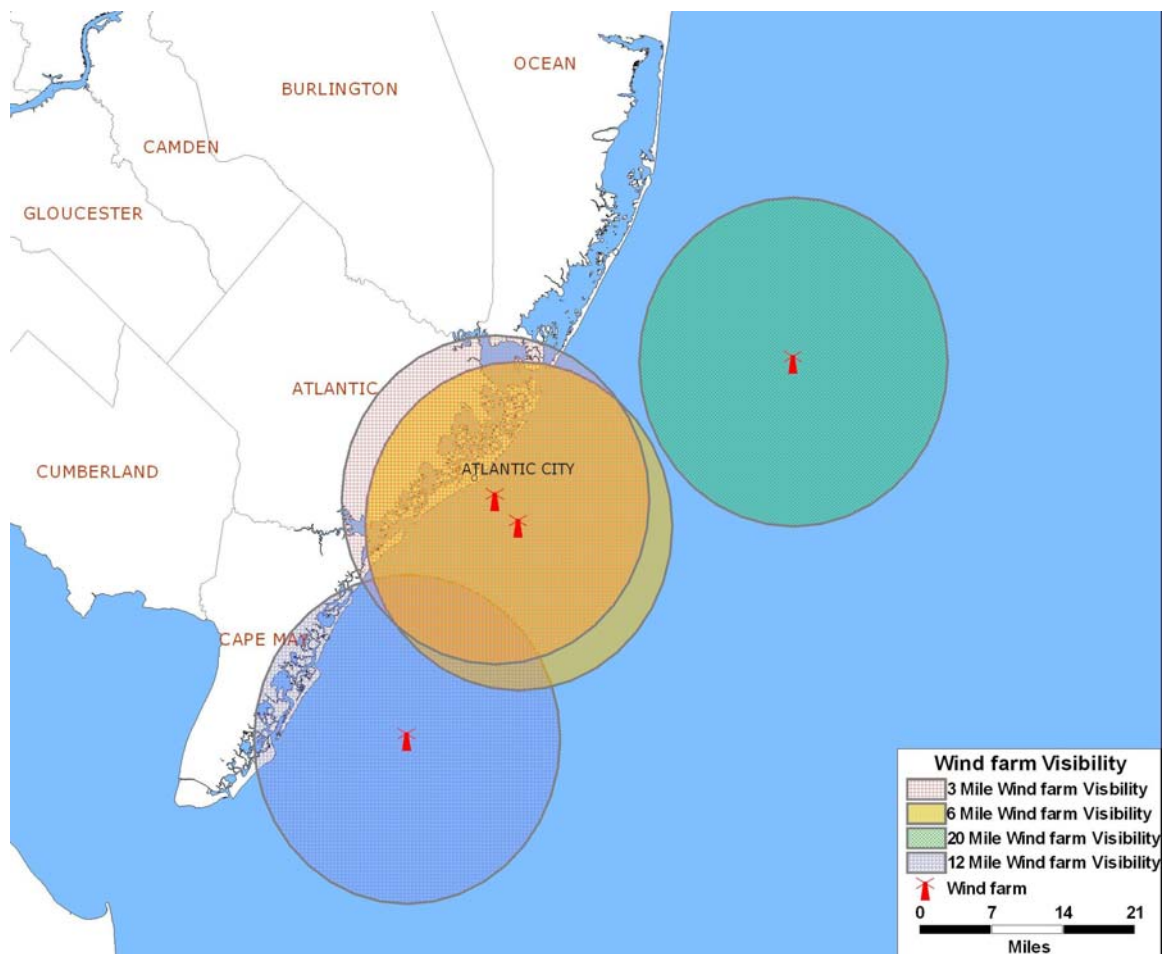 OCEAN
BURLINGTON
CAMDEN
GLOUCESTER
ATLANTIC
ATLANTIC CITY
CUMBERLAND
CAPE MAY
Wind farm Visibility
3 Mile Wind farm Visbility
6 Mile Wind farm Visibility
20 Mile Wind farm Visibility
12 Mile Wind farm Visibility
Wind farm
0 7 14 21
Miles